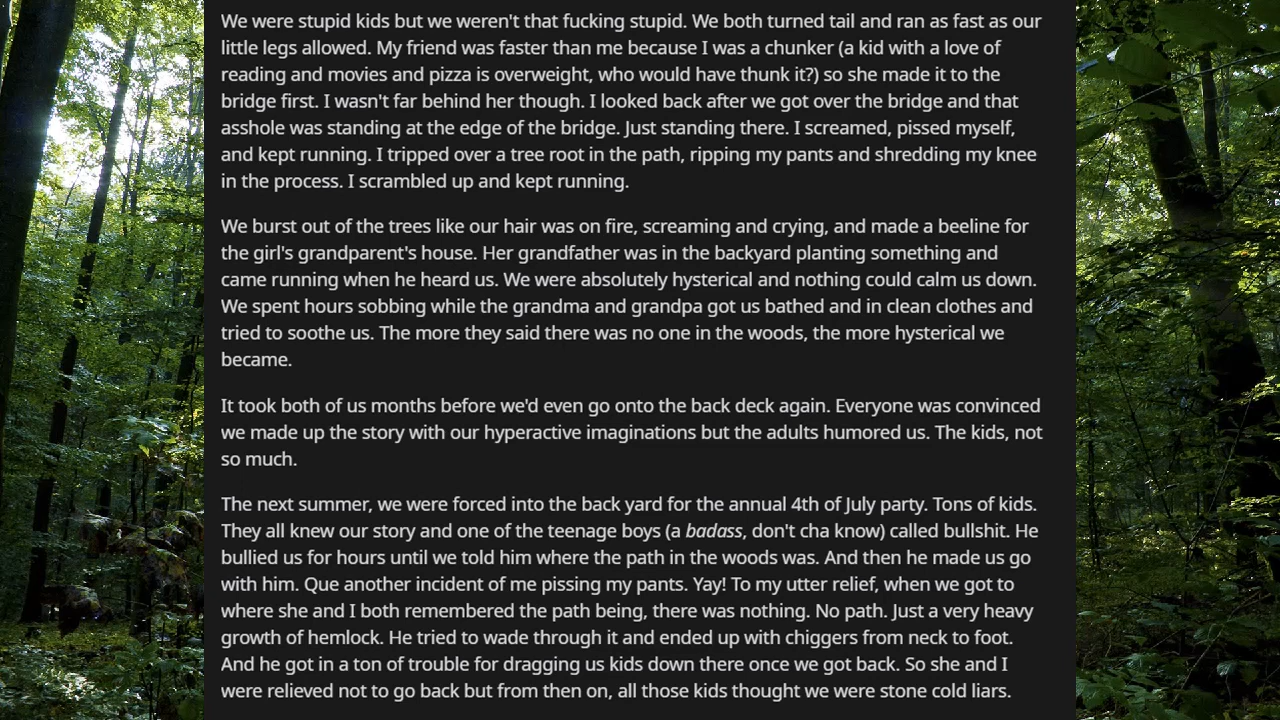 We were stupid kids but we weren't that fucking stupid. We both turned tail and ran as fast as our
little legs allowed. My friend was faster than me because I was a chunker (a kid with a love of
reading and movies and pizza is overweight, who would have thunk it?) so she made it to the
bridge first. I wasn't far behind her though. I looked back after we got over the bridge and that
asshole was standing at the edge of the bridge. Just standing there. I screamed, pissed myself,
and kept running. I tripped over a tree root in the path, ripping my pants and shredding my knee
in the process. I scrambled up and kept running.
We burst out of the trees like our hair was on fire, screaming and crying, and made a beeline for
the girl's grandparent's house. Her grandfather was in the backyard planting something and
came running when he heard us. We were absolutely hysterical and nothing could calm us down.
We spent hours sobbing while the grandma and grandpa got us bathed and in clean clothes and
tried to soothe us. The more they said there was no one in the woods, the more hysterical we
became.
It took both of us months before we'd even go onto the back deck again. Everyone was convinced
we made up the story with our hyperactive imaginations but the adults humored us. The kids, not
so much.
The next summer, we were forced into the back yard for the annual 4th of July party. Tons of kids.
They all knew our story and one of the teenage boys (a badass, don't cha know) called bullshit. He
bullied us for hours until we told him where the path in the woods was. And then he made us go
with him. Que another incident of me pissing my pants. Yay! To my utter relief, when we got to
where she and I both remembered the path being, there was nothing. No path. Just a very heavy
growth of hemlock. He tried to wade through it and ended up with chiggers from neck to foot.
And he got in a ton of trouble for dragging us kids down there once we got back. So she and I
were relieved not to go back but from then on, all those kids thought we were stone cold liars.